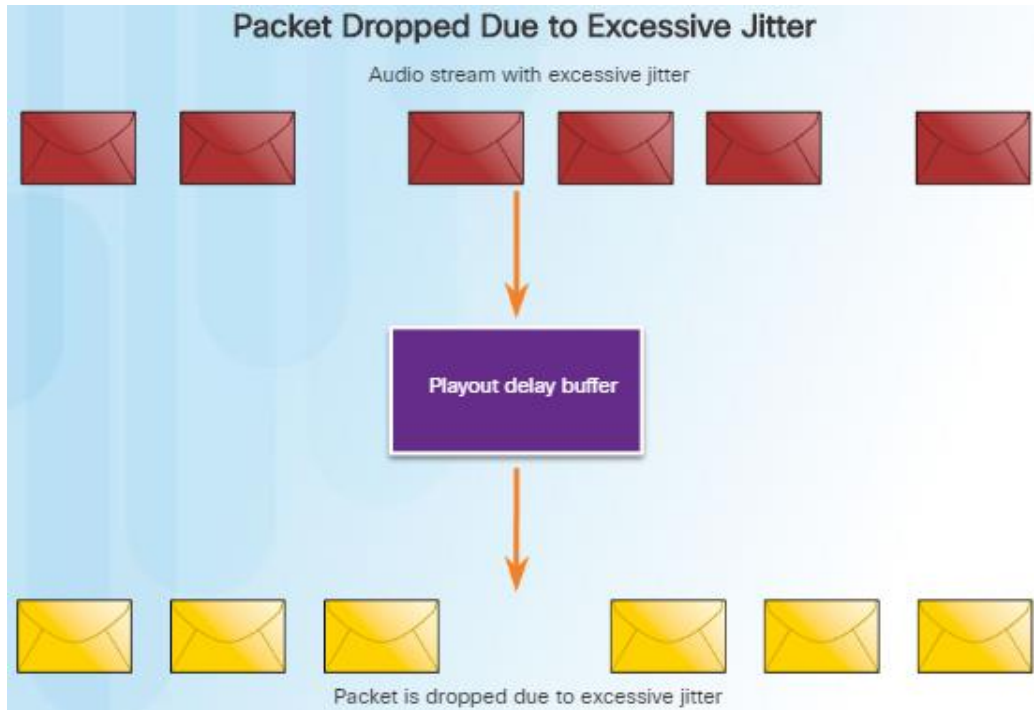 Packet Dropped Due to Excessive Jitter
Audio stream with excessive jitter
Playout delay buffer
Packet is dropped due to excessive jitter